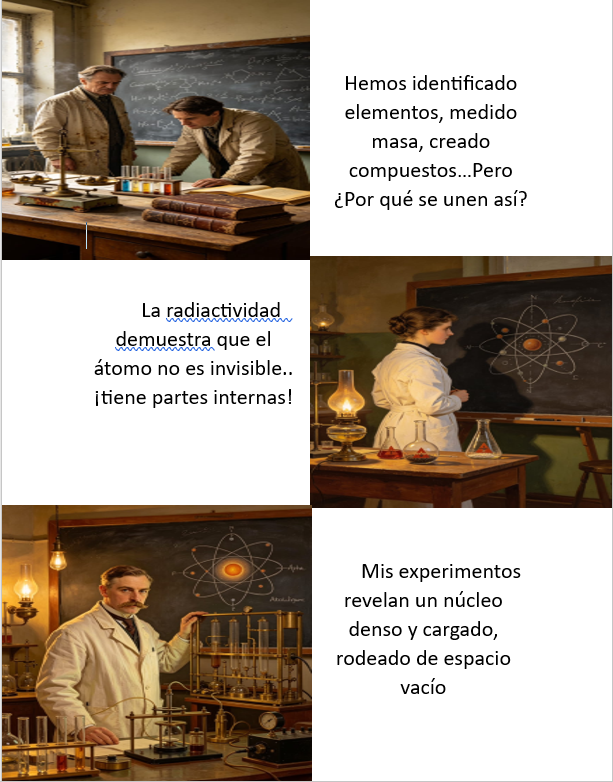 Hemos identificado
elementos, medido
masa, creado
compuestos...Pero
¿Por qué se unen así?
La radiactividad
demuestra que el
átomo no es invisible..
¡tiene partes internas!
Mis experimentos
revelan un núcleo
denso y cargado,
rodeado de espacio
vacío